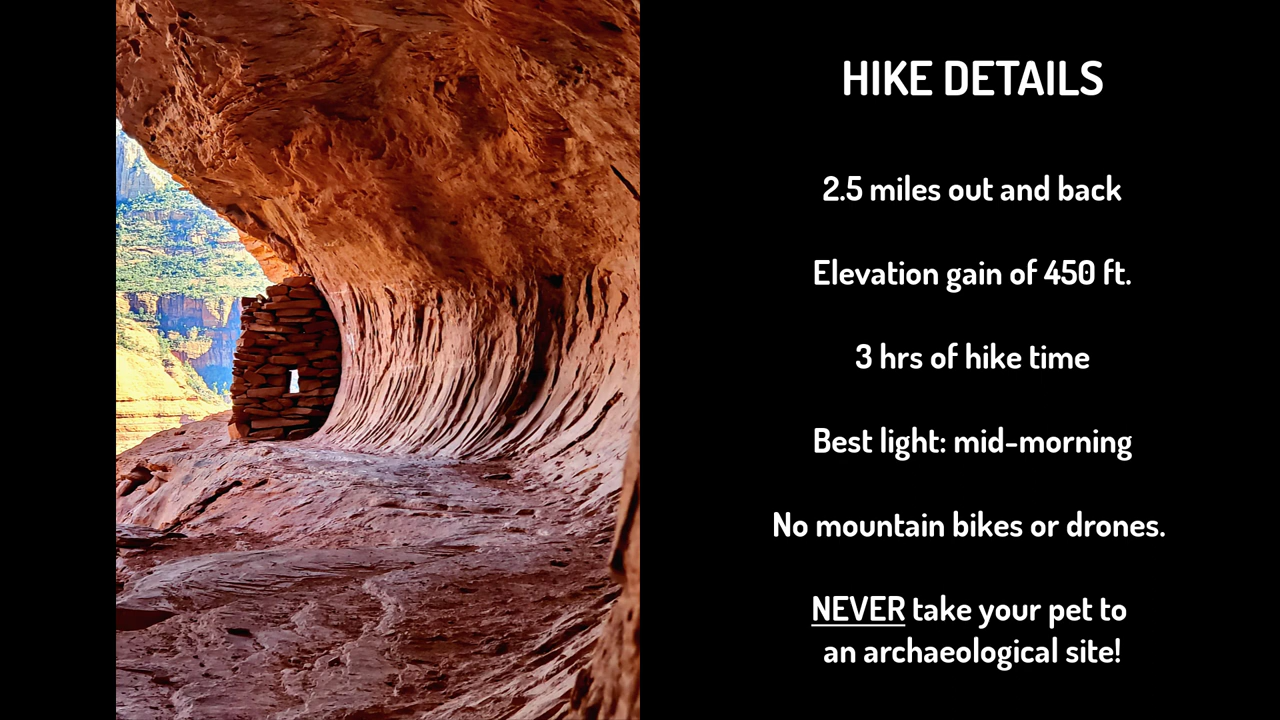 HIKE DETAILS
2.5 miles out and back
Elevation gain of 450 ft.
3 hrs of hike time
Best light: mid-morning
No mountain bikes or drones.
NEVER take your pet to
an archaeological site!